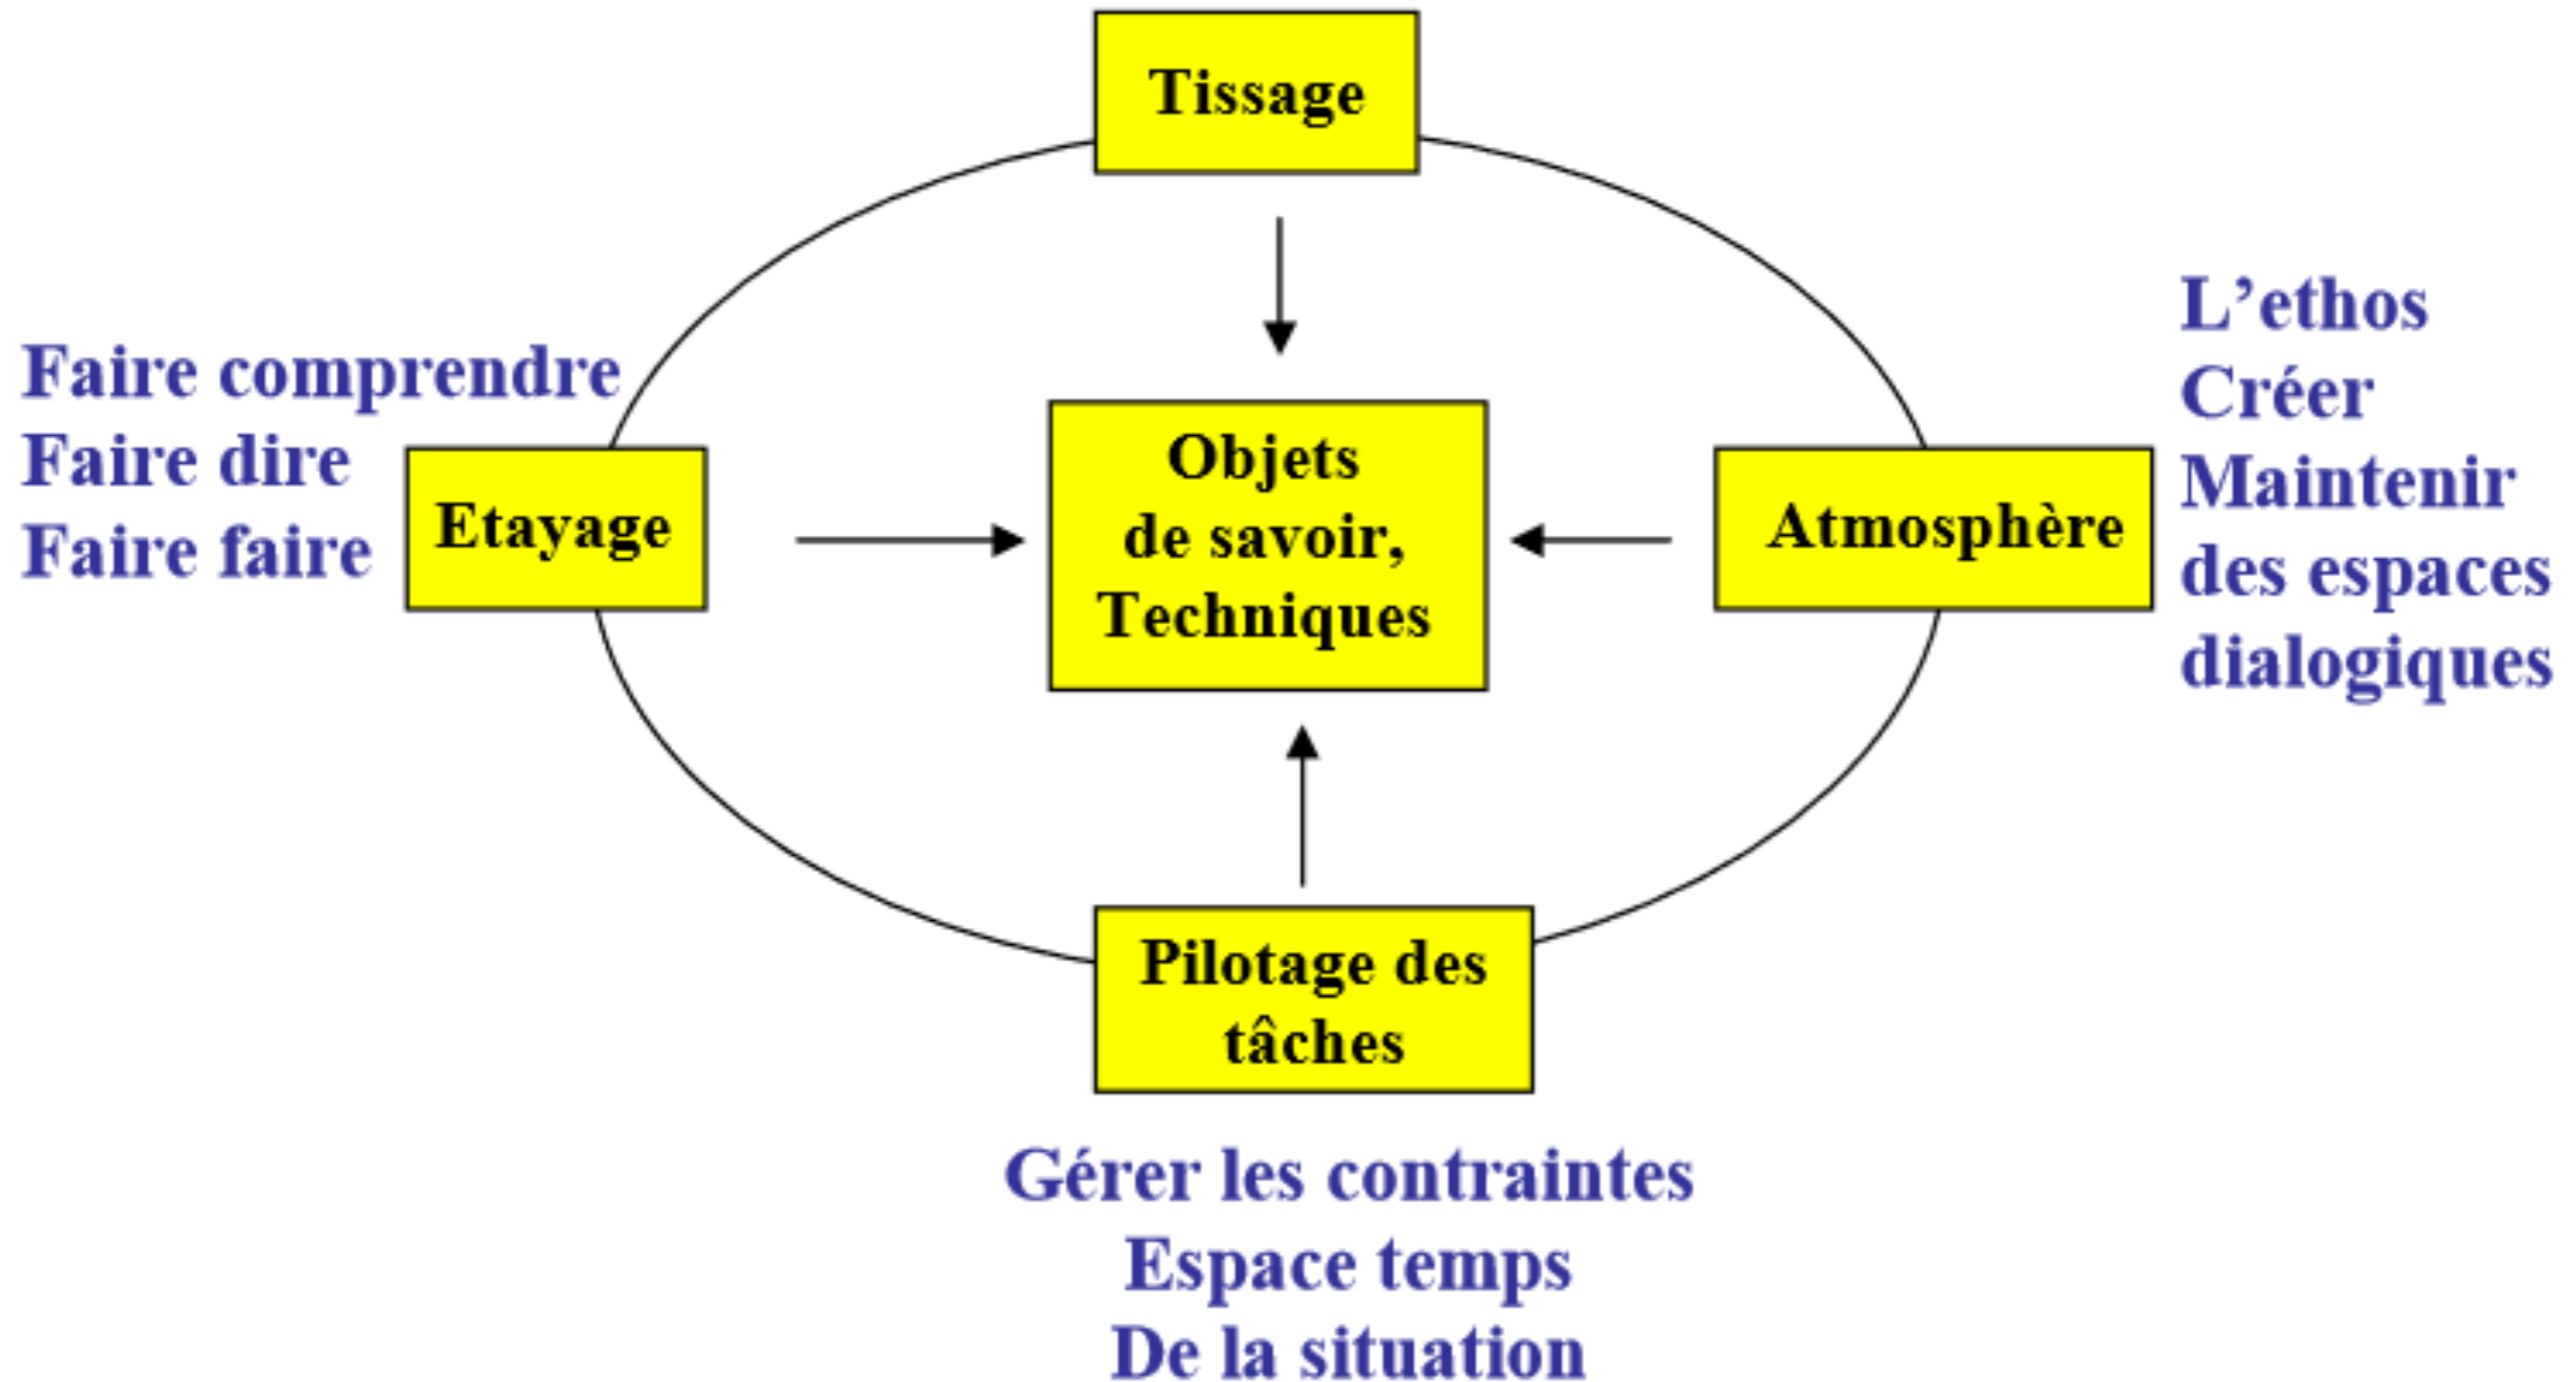 Tissage
Faire comprendre
Faire dire
Faire faire
Etayage
Objets
de savoir,
Techniques
Atmosphère
L’ethos
Créer
Maintenir
des espaces
dialogiques
Pilotage des
tâches
Gérer les contraintes
Espace temps
De la situation